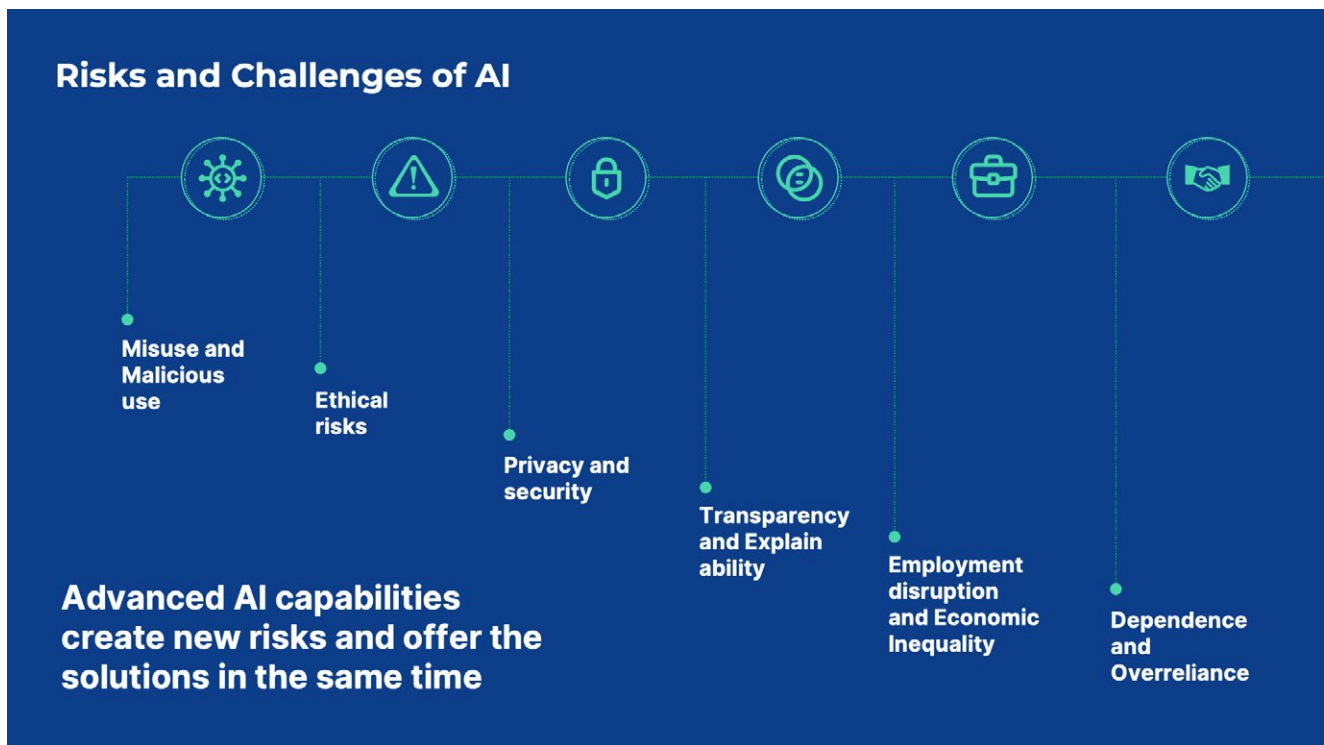 Risks and Challenges of AI
Misuse and
Malicious
use
Ethical
risks
Privacy and
security
Transparency
and Explain
ability
Employment
disruption
and Economic
Inequality
Dependence
and
Overreliance
Advanced AI capabilities
create new risks and offer the
solutions in the same time